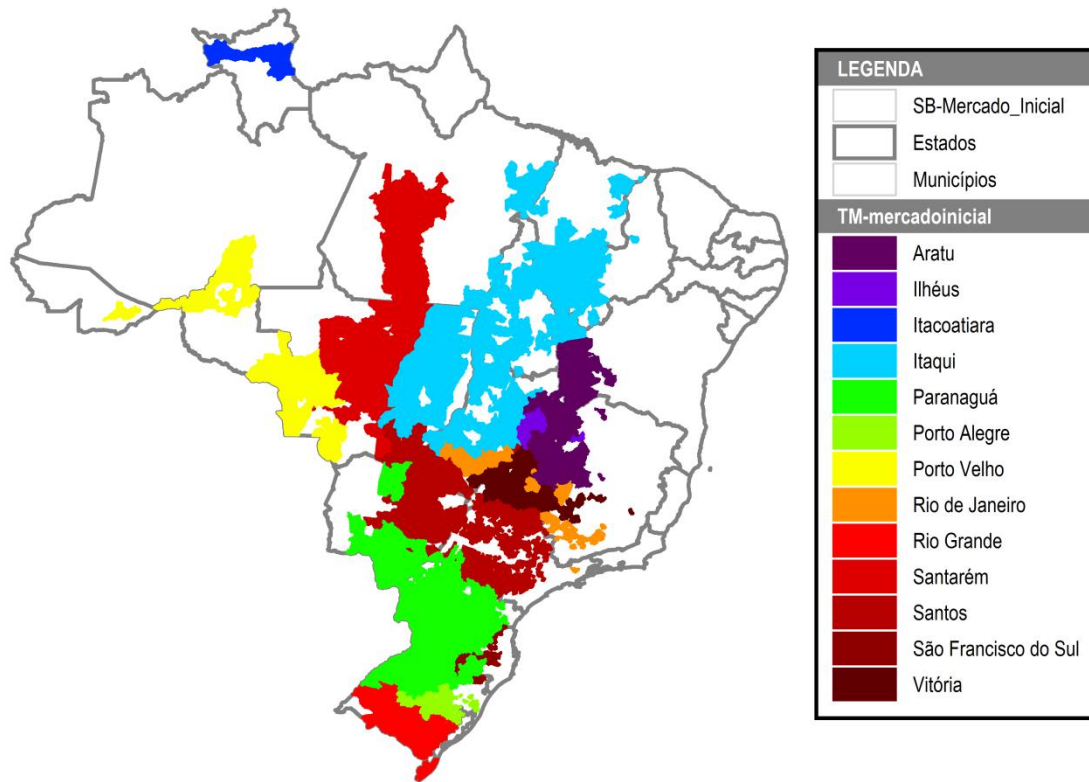 LEGENDA
SB-Mercado_Inicial
Estados
Municípios
TM-mercadoinicial
Aratu
Ilhéus
Itacoatiara
Itaqui
Paranaguá
Porto Alegre
Porto Velho
Rio de Janeiro
Rio Grande
Santarém
Santos
São Francisco do Sul
Vitória